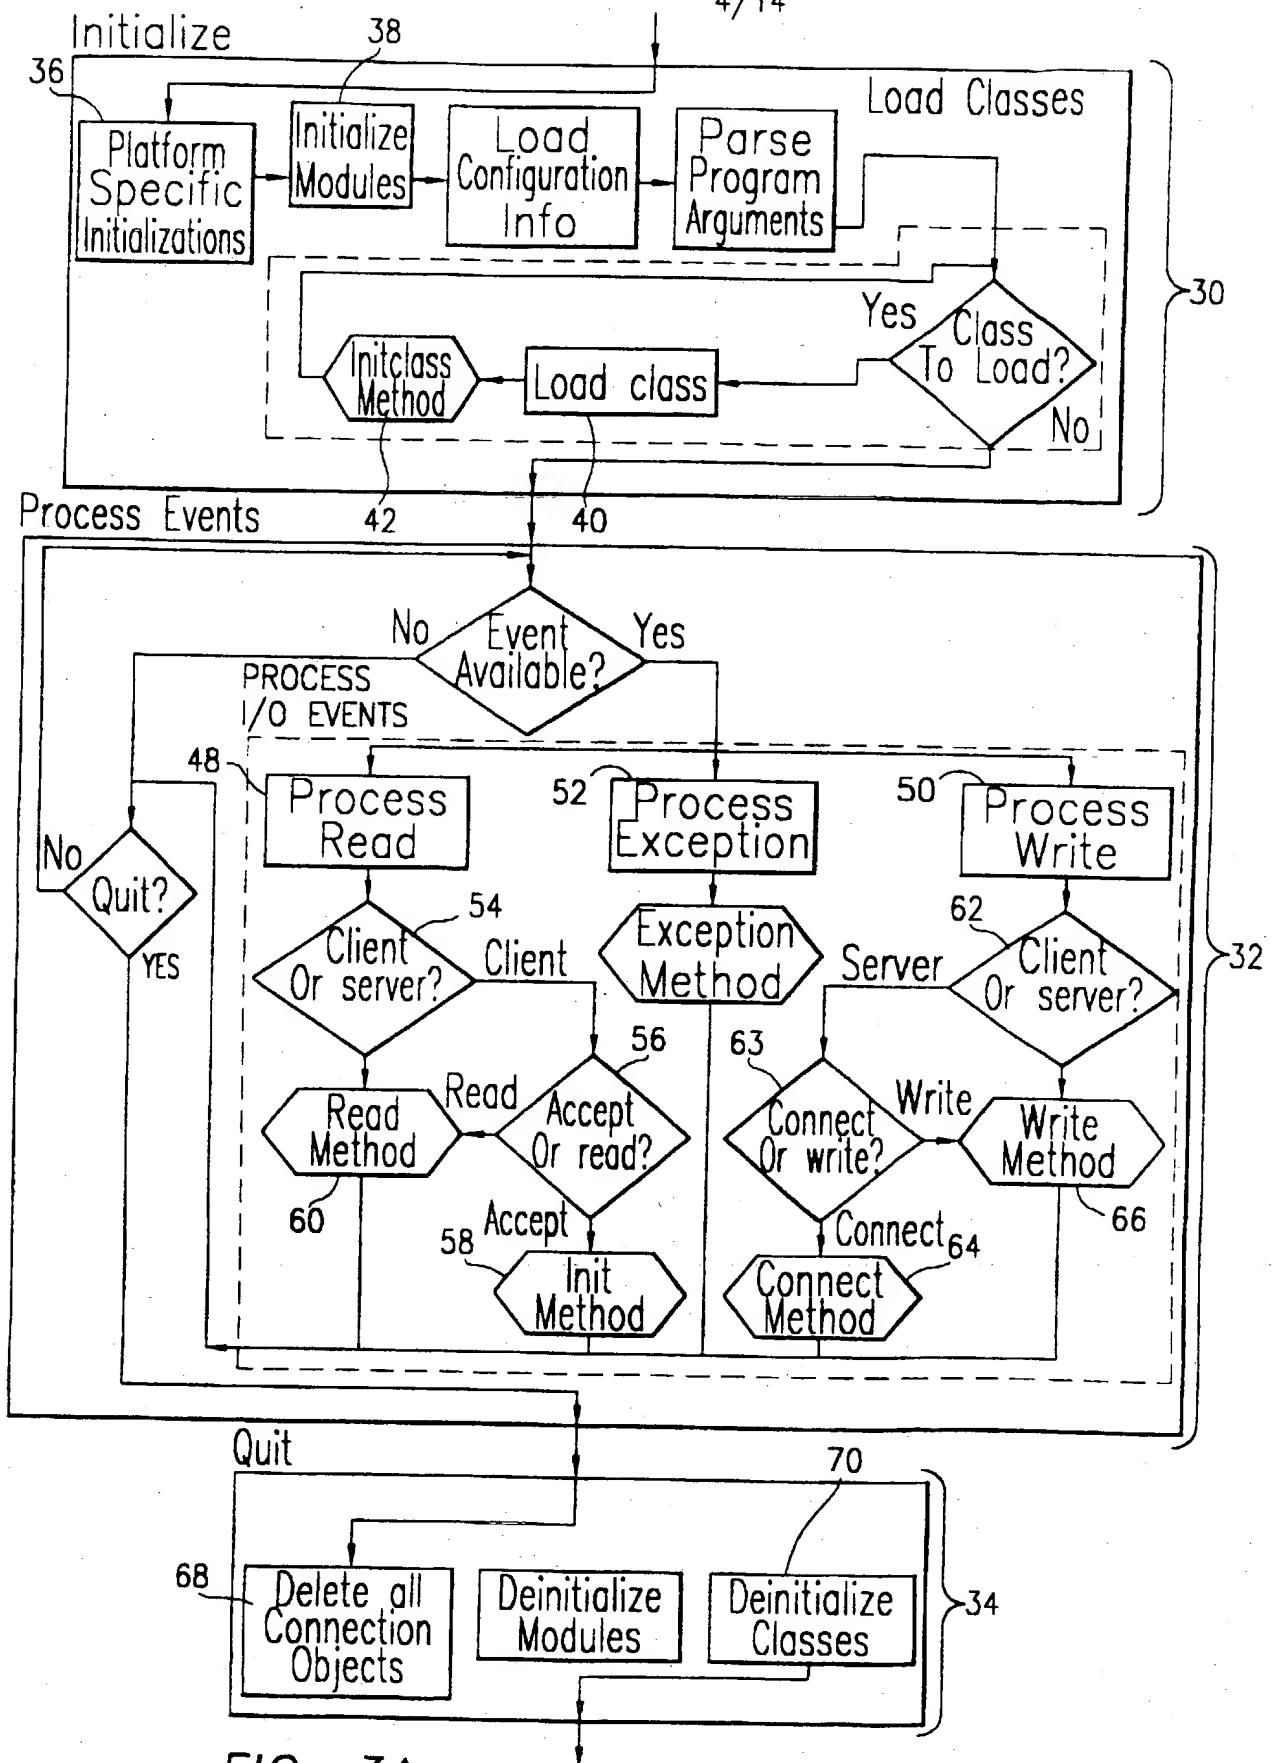 4/14
Initialize
38
36
Load Classes
Platform
Specific
Initializations
Initialize
Modules
Load
Configuration
Info
Parse
Program
Arguments
30
Yes
Class
To Load?
No
Initclass
Method
Load class
42
40
Process Events
No
Event
Available?
Yes
PROCESS
I/O EVENTS
48
Process
Read
52
Process
Exception
50
Process
Write
No
Quit?
YES
54
Client
Or server?
Client
Exception
Method
62
Server
Client
Or server?
32
56
63
Read
Method
Read
Accept
Or read?
Connect
Or write?
Write
Write
Method
60
66
Accept
58
Init
Method
Connect
64
Connect
Method
Quit
70
68
Delete all
Connection
Objects
Deinitialize
Modules
Deinitialize
Classes
34
FIG. 3A